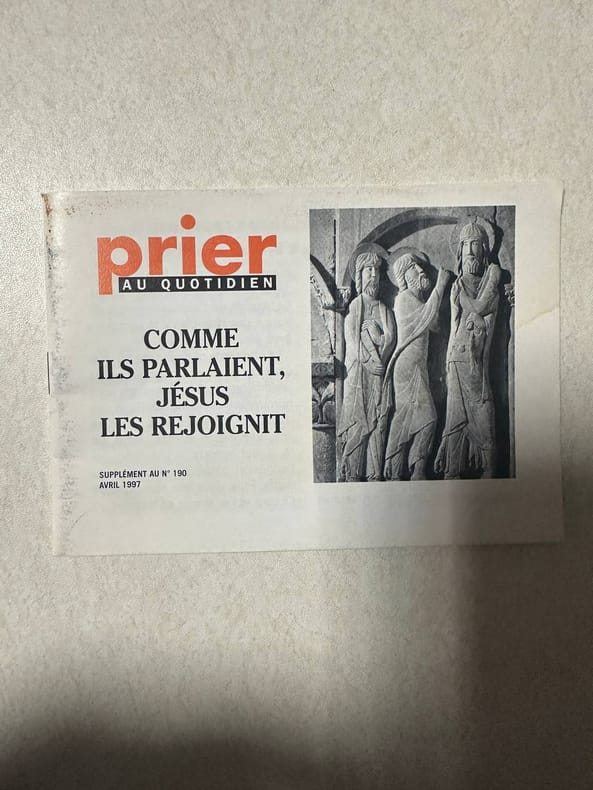 prier
AU QUOTIDIEN
COMME
ILS PARLAIENT,
JÉSUS
LES REJOIGNIT
SUPPLÉMENT AU N° 190
AVRIL 1997